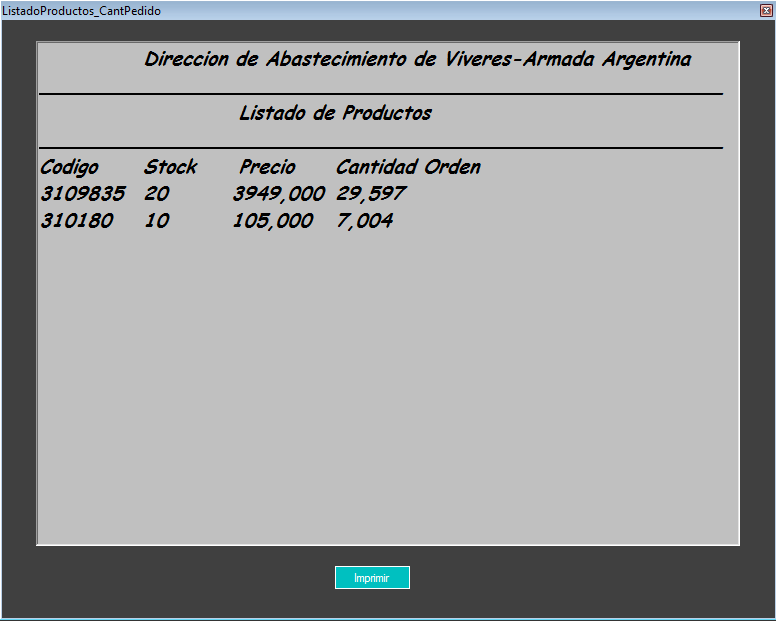 ListadoProductos_CantPedido
Direccion de Abastecimiento de Viveres-Armada Argentina
Listado de Productos
Codigo Stock Precio Cantidad Orden
3109835 20 3949,000 29,597
310180 10 105,000 7,004
Imprimir